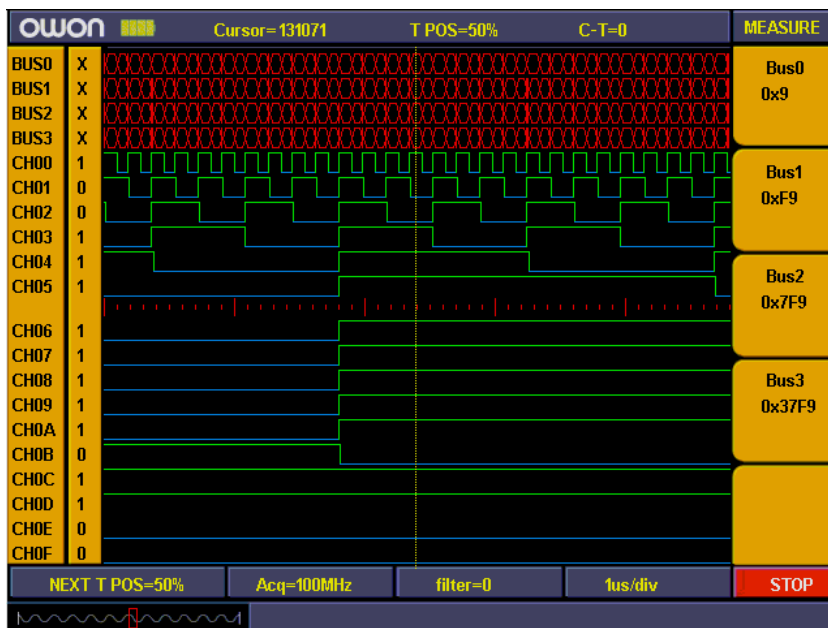 owon Cursor=131071 T POS=50% C-T=0 MEASURE
BUS0 X
BUS1 X
BUS2 X
BUS3 X
CH00 1
CH01 0
CH02 0
CH03 1
CH04 1
CH05 1
CH06 1
CH07 1
CH08 1
CH09 1
CH0A 1
CH0B 0
CH0C 1
CH0D 1
CH0E 0
CH0F 0
Bus0
0x9
Bus1
0xF9
Bus2
0x7F9
Bus3
0x37F9
NEXT T POS=50% Acq=100MHz filter=0 1us/div STOP